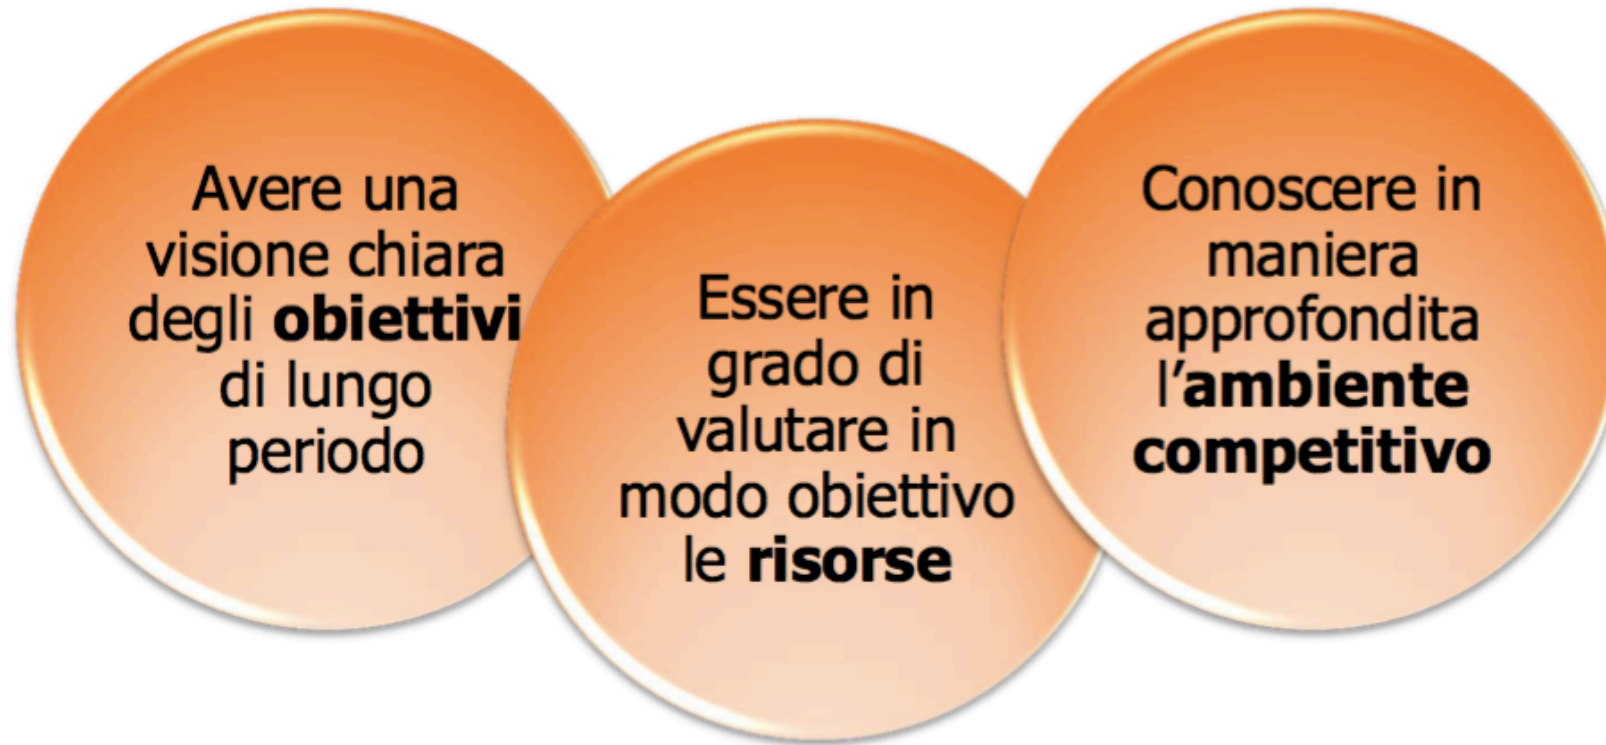 Avere una
visione chiara
degli obiettivi
di lungo
periodo
Essere in
grado di
valutare in
modo obiettivo
le risorse
Conoscere in
maniera
approfondita
l’ambiente
competitivo